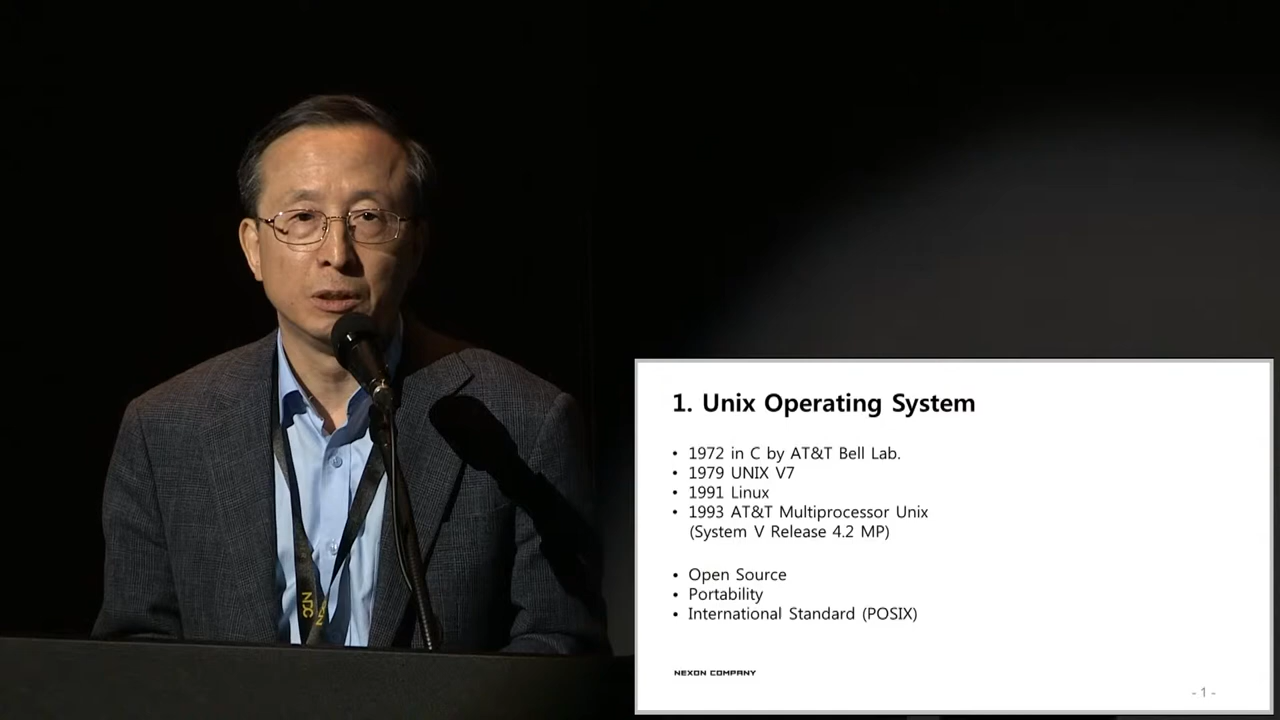 1. Unix Operating System
• 1972 in C by AT&T Bell Lab.
• 1979 UNIX V7
• 1991 Linux
• 1993 AT&T Multiprocessor Unix
(System V Release 4.2 MP)
• Open Source
• Portability
• International Standard (POSIX)
NEXON COMPANY
- 1 -
NDC